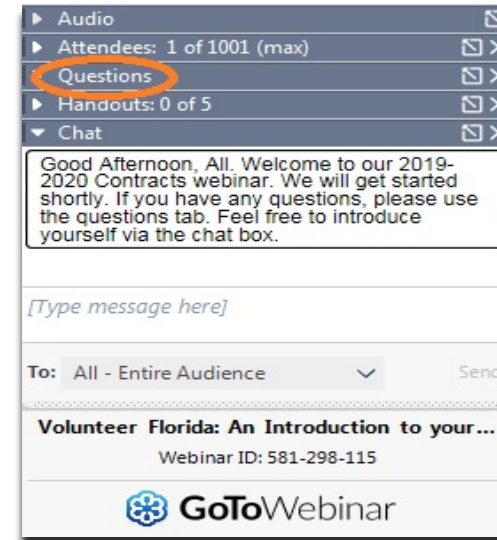 Audio
Attendees: 1 of 1001 (max)
Questions
Handouts: 0 of 5
Chat
Good Afternoon, All. Welcome to our 2019-
2020 Contracts webinar. We will get started
shortly. If you have any questions, please use
the questions tab. Feel free to introduce
yourself via the chat box.
[Type message here]
To: All - Entire Audience Send
Volunteer Florida: An Introduction to your...
Webinar ID: 581-298-115
GoToWebinar